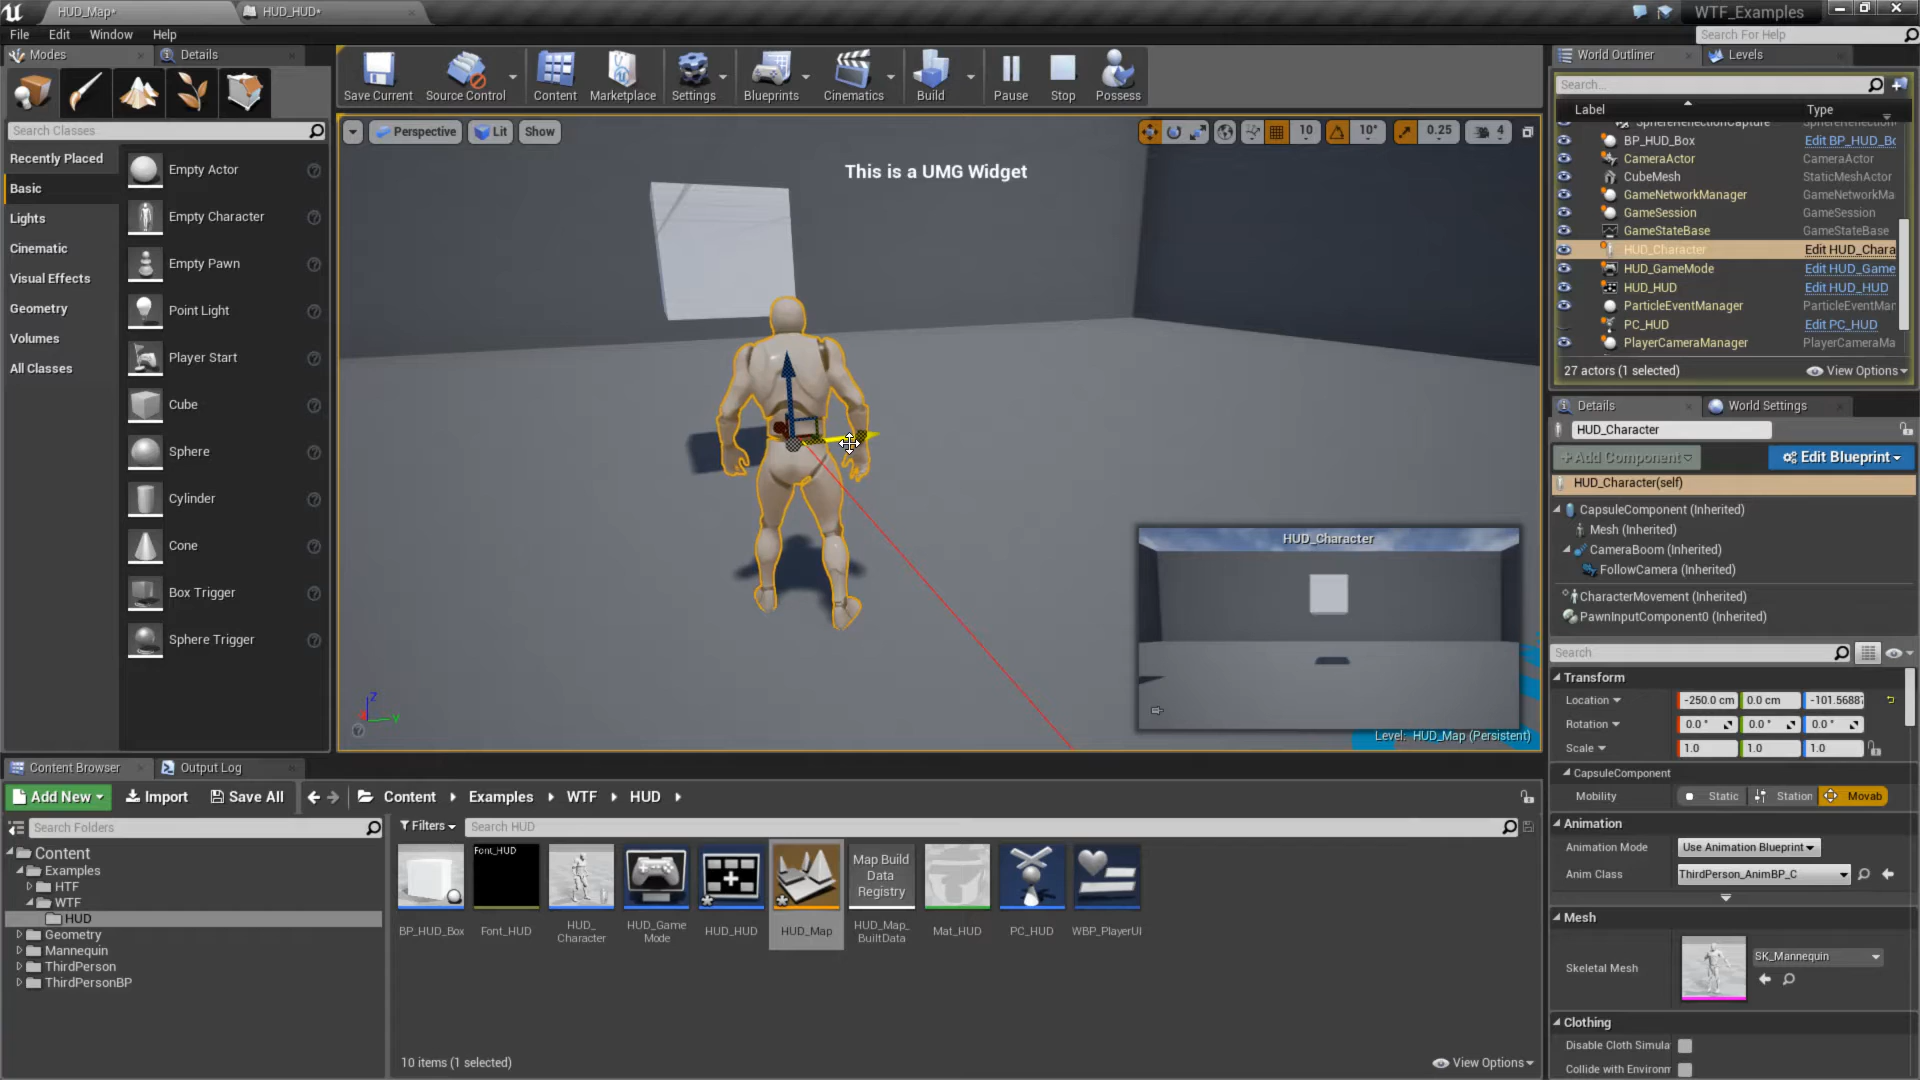 HUD_Map*
HUD_HUD*
WTF_Examples
File Edit Window Help
Search For Help
Modes
Details
Search Classes
Recently Placed
Basic
Lights
Cinematic
Visual Effects
Geometry
Volumes
All Classes
Empty Actor
Empty Character
Empty Pawn
Point Light
Player Start
Cube
Sphere
Cylinder
Cone
Box Trigger
Sphere Trigger
Save Current
Source Control
Content
Marketplace
Settings
Blueprints
Cinematics
Build
Pause
Stop
Possess
Perspective
Lit
Show
10
10°
0.25
4
This is a UMG Widget
HUD_Character
Z
Y
Level: HUD_Map (Persistent)
World Outliner
Levels
Search...
Label Type
SphereReflectionCapture
BP_HUD_Box Edit BP_HUD_Bo
CameraActor CameraActor
CubeMesh StaticMeshActor
GameNetworkManager GameNetworkMa
GameSession GameSession
GameStateBase GameStateBase
HUD_Character Edit HUD_Chara
HUD_GameMode Edit HUD_Game
HUD_HUD Edit HUD_HUD
ParticleEventManager ParticleEventMar
PC_HUD Edit PC_HUD
PlayerCameraManager PlayerCameraMa
27 actors (1 selected)
View Options
Details
World Settings
HUD_Character
+Add Component
Edit Blueprint
HUD_Character(self)
CapsuleComponent (Inherited)
Mesh (Inherited)
CameraBoom (Inherited)
FollowCamera (Inherited)
CharacterMovement (Inherited)
PawnInputComponent0 (Inherited)
Search
Transform
Location -250.0 cm 0.0 cm -101.5688
Rotation 0.0 ° 0.0 ° 0.0 °
Scale 1.0 1.0 1.0
CapsuleComponent
Mobility Static Station Movab
Animation
Animation Mode Use Animation Blueprint
Anim Class ThirdPerson_AnimBP_C
Mesh
Skeletal Mesh SK_Mannequin
Clothing
Disable Cloth Simula
Collide with Environm
Content Browser
Output Log
Add New
Import
Save All
Content
Examples
WTF
HUD
Search Folders
Filters
Search HUD
Content
Examples
HTF
WTF
HUD
Geometry
Mannequin
ThirdPerson
ThirdPersonBP
Font_HUD
Map Build
Data
Registry
BP_HUD_Box
Font_HUD
HUD_
Character
HUD_Game
Mode
HUD_HUD
HUD_Map
HUD_Map_
BuiltData
Mat_HUD
PC_HUD
WBP_PlayerUI
10 items (1 selected)
View Options